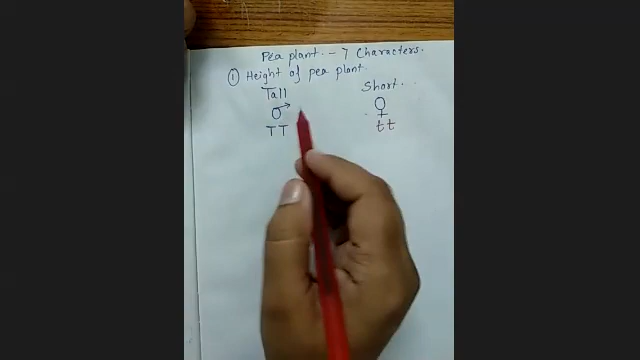 Pea plant. - 7 Characters.
① Height of pea plant.
Tall Short . .
♂ ♀
TT tt